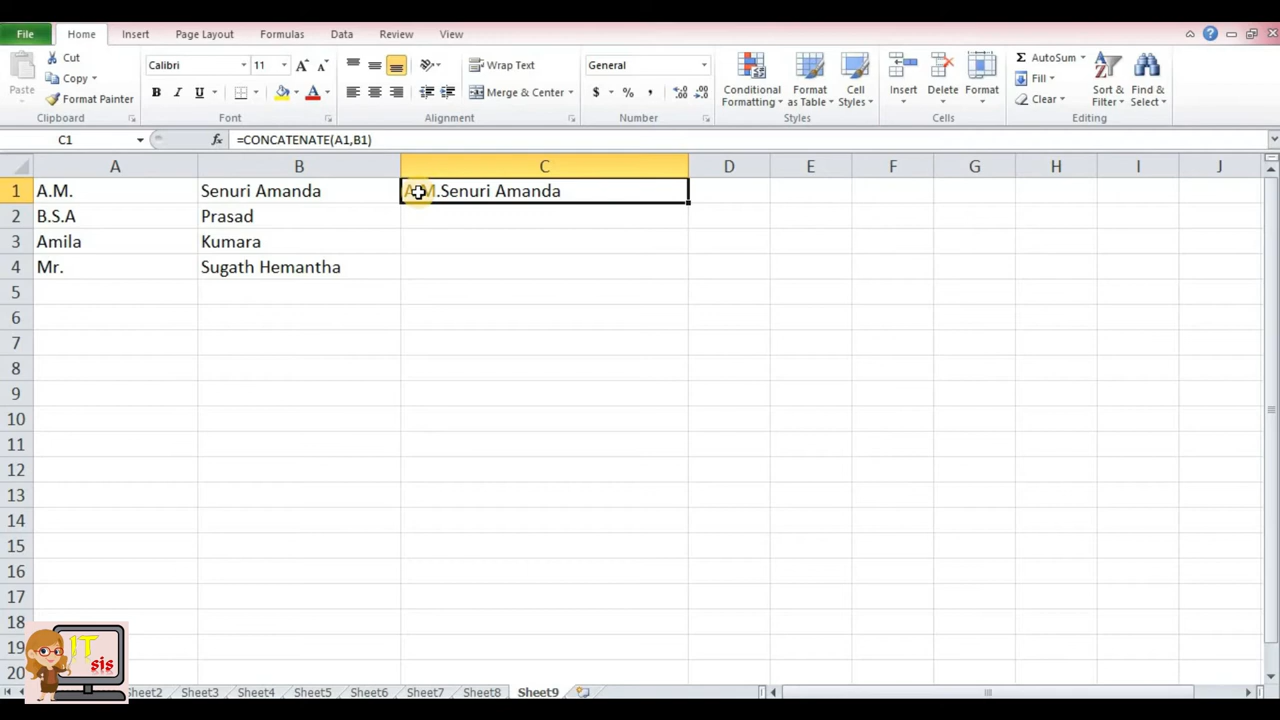 File Home Insert Page Layout Formulas Data Review View
Cut
Copy
Format Painter
Paste
Clipboard
Calibri 11
B I U
Font
Wrap Text
Merge & Center
Alignment
General
$ % ,
Number
Conditional Formatting
Format as Table
Cell Styles
Styles
Insert Delete Format
Cells
AutoSum
Fill
Clear
Sort & Filter
Find & Select
Editing
C1 fx =CONCATENATE(A1,B1)
A B C D E F G H I J
1 A.M. Senuri Amanda A.M.Senuri Amanda
2 B.S.A Prasad
3 Amila Kumara
4 Mr. Sugath Hemantha
5
6
7
8
9
10
11
12
13
14
15
16
17
18
19
20
IT
sis
Sheet2 Sheet3 Sheet4 Sheet5 Sheet6 Sheet7 Sheet8 Sheet9